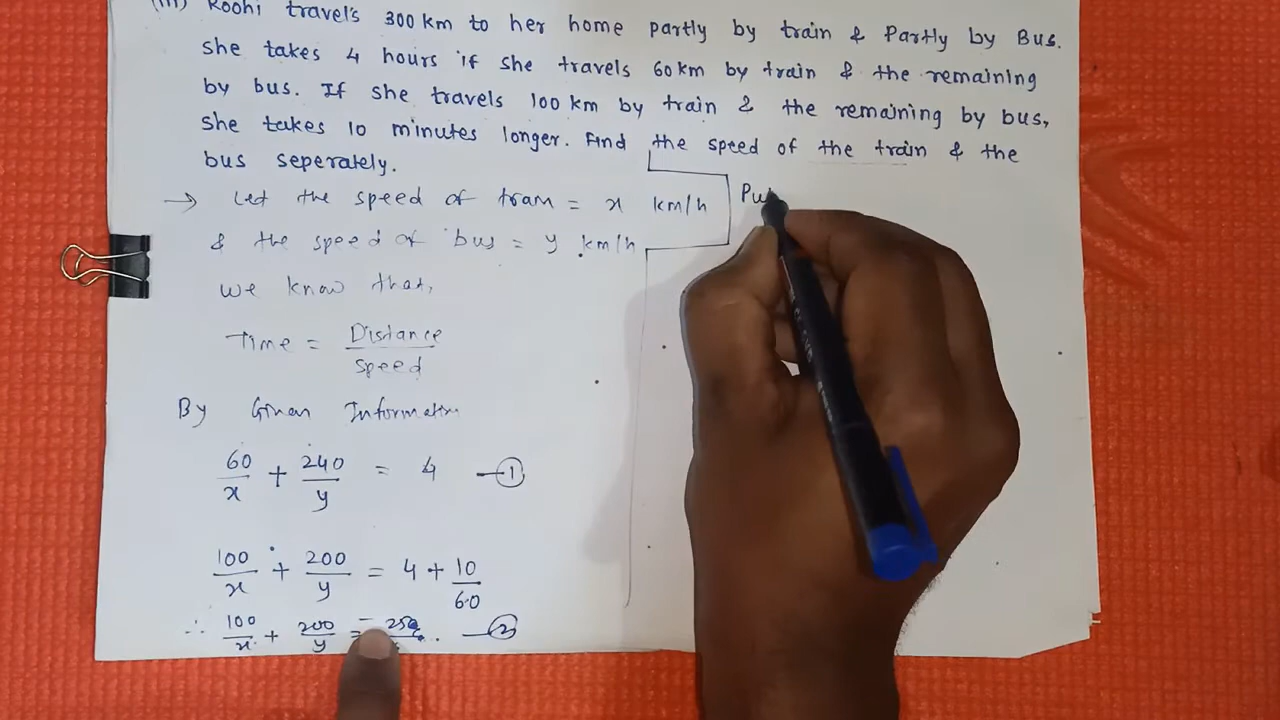 (iii) Roohi travel's 300 km to her home partly by train & Partly by Bus.
she takes 4 hours if she travels 60 km by train & the remaining
by bus. If she travels 100 km by train & the remaining by bus,
she takes 10 minutes longer. Find the speed of the train & the
bus seperately.
→ Let the speed of train = x km/h
& the speed of bus = y km/h
we know that,
Time = Distance / speed
By Given Information
60/x + 240/y = 4 —①
100/x + 200/y = 4 + 10/60
∴ 100/x + 200/y = 250 —②
Pu